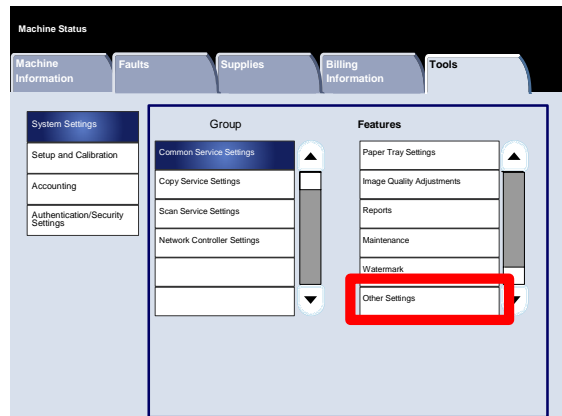 Machine Status
Machine
Information
Faults
Supplies
Billing
Information
Tools
System Settings
Setup and Calibration
Accounting
Authentication/Security
Settings
Group
Common Service Settings
Copy Service Settings
Scan Service Settings
Network Controller Settings
Features
Paper Tray Settings
Image Quality Adjustments
Reports
Maintenance
Watermark
Other Settings